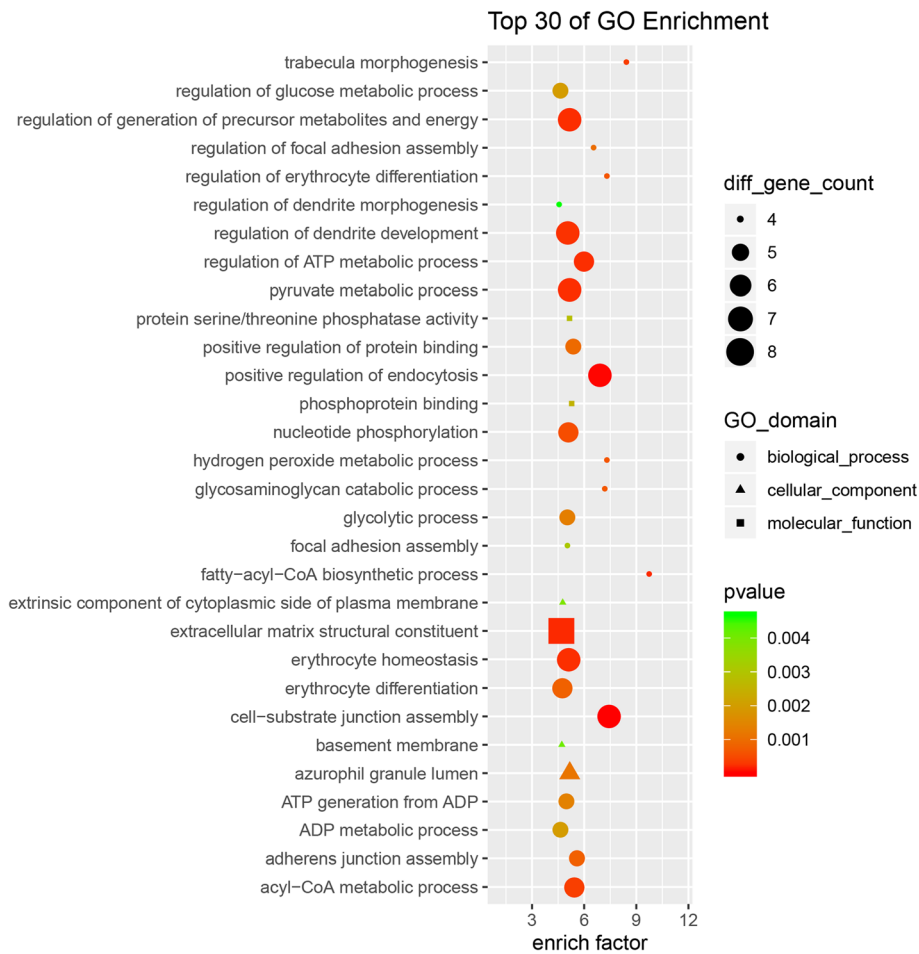 Top 30 of GO Enrichment
trabecula morphogenesis
regulation of glucose metabolic process
regulation of generation of precursor metabolites and energy
regulation of focal adhesion assembly
regulation of erythrocyte differentiation
regulation of dendrite morphogenesis
regulation of dendrite development
regulation of ATP metabolic process
pyruvate metabolic process
protein serine/threonine phosphatase activity
positive regulation of protein binding
positive regulation of endocytosis
phosphoprotein binding
nucleotide phosphorylation
hydrogen peroxide metabolic process
glycosaminoglycan catabolic process
glycolytic process
focal adhesion assembly
fatty−acyl−CoA biosynthetic process
extrinsic component of cytoplasmic side of plasma membrane
extracellular matrix structural constituent
erythrocyte homeostasis
erythrocyte differentiation
cell−substrate junction assembly
basement membrane
azurophil granule lumen
ATP generation from ADP
ADP metabolic process
adherens junction assembly
acyl−CoA metabolic process
3 6 9 12
enrich factor
diff_gene_count
4
5
6
7
8
GO_domain
biological_process
cellular_component
molecular_function
pvalue
0.004
0.003
0.002
0.001